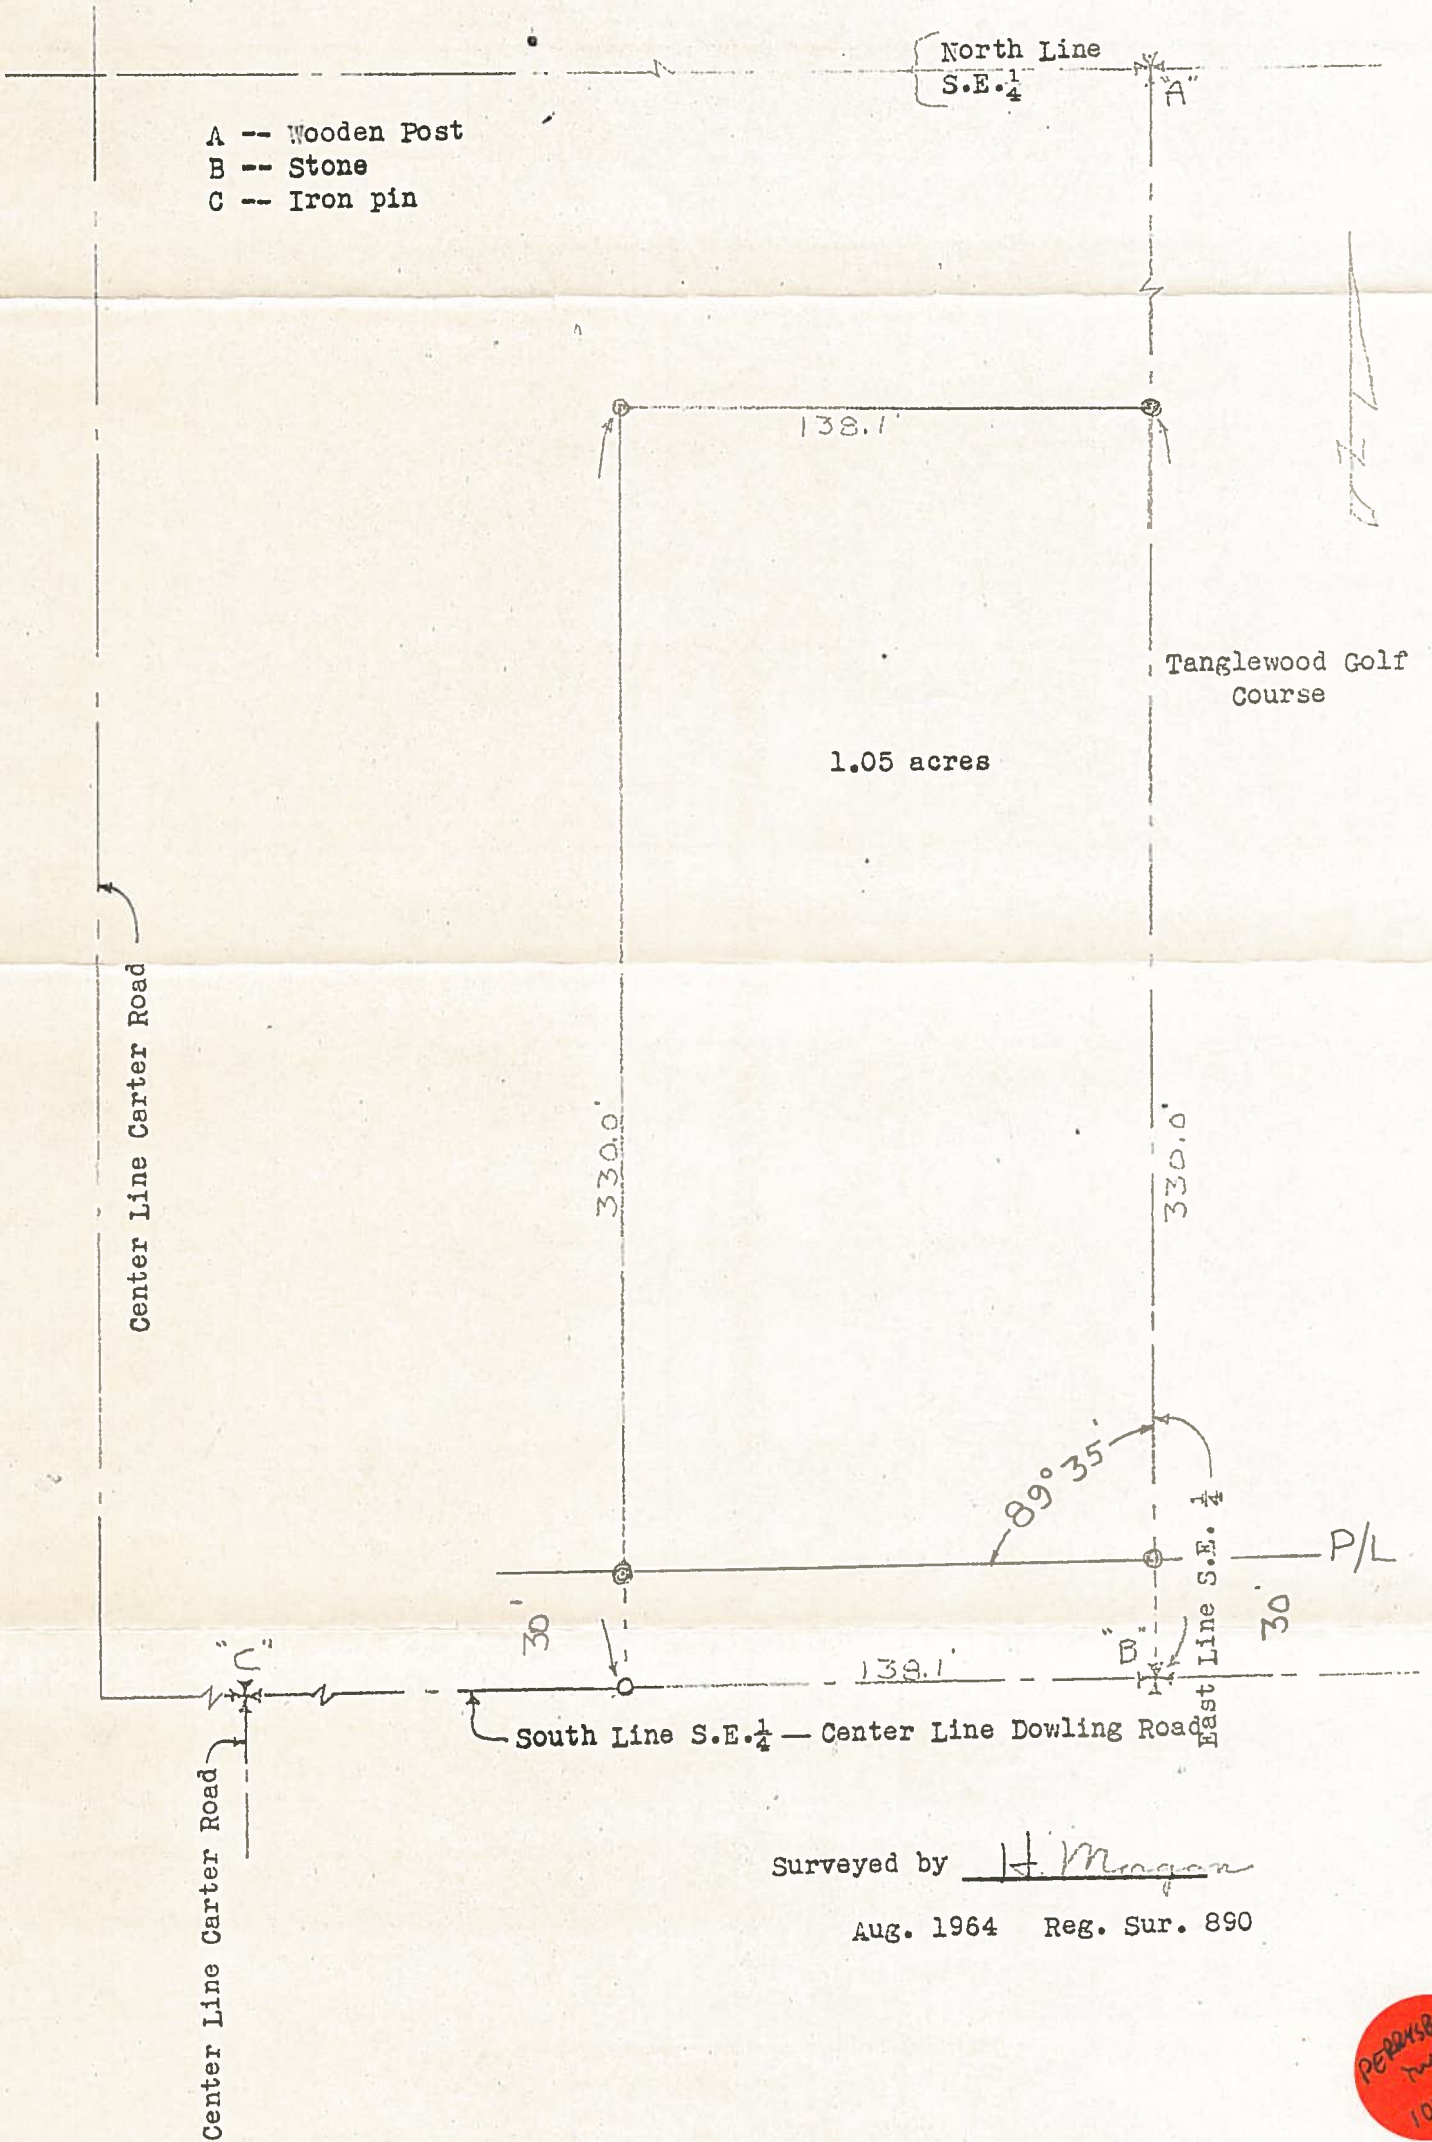 North Line
S.E.¼
"A"
A -- Wooden Post
B -- Stone
C -- Iron pin
138.1'
N
Tanglewood Golf
Course
1.05 acres
Center Line Carter Road
330.0'
330.0'
89° 35'
East Line S.E. ¼
P/L
30'
30'
"C"
"B"
138.1'
South Line S.E.¼ — Center Line Dowling Road
Center Line Carter Road
Surveyed by H. Morgan
Aug. 1964 Reg. Sur. 890